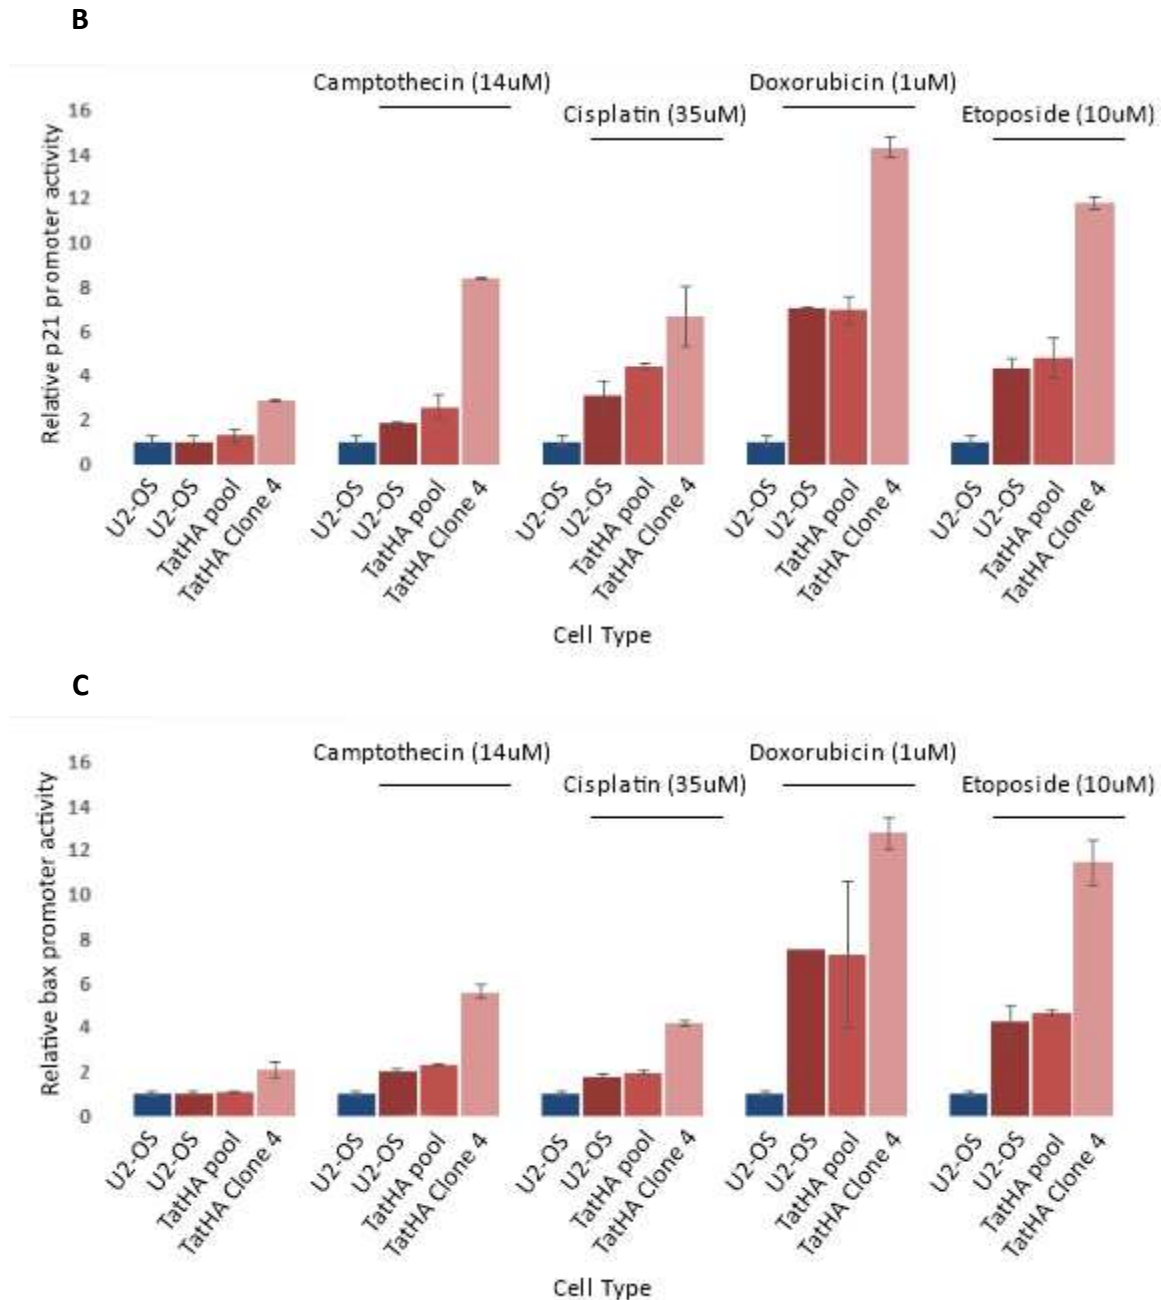 B
Camptothecin (14uM)
Doxorubicin (1uM)
Cisplatin (35uM)
Etoposide (10uM)
Relative p21 promoter activity
16
14
12
10
8
6
4
2
0
U2-OS
U2-OS
TatHA pool
TatHA Clone 4
U2-OS
U2-OS
TatHA pool
TatHA Clone 4
U2-OS
U2-OS
TatHA pool
TatHA Clone 4
U2-OS
U2-OS
TatHA pool
TatHA Clone 4
U2-OS
U2-OS
TatHA pool
TatHA Clone 4
Cell Type
C
Camptothecin (14uM)
Doxorubicin (1uM)
Cisplatin (35uM)
Etoposide (10uM)
Relative bax promoter activity
16
14
12
10
8
6
4
2
0
U2-OS
U2-OS
TatHA pool
TatHA Clone 4
U2-OS
U2-OS
TatHA pool
TatHA Clone 4
U2-OS
U2-OS
TatHA pool
TatHA Clone 4
U2-OS
U2-OS
TatHA pool
TatHA Clone 4
U2-OS
U2-OS
TatHA pool
TatHA Clone 4
Cell Type